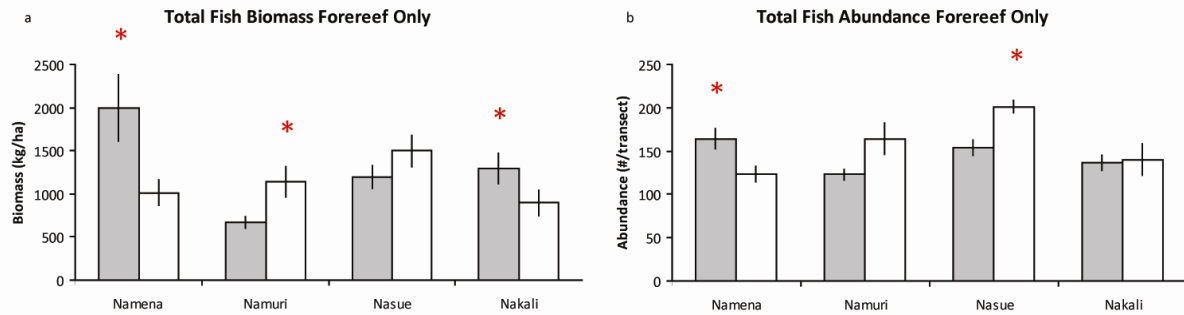 a
Total Fish Biomass Forereef Only
*
*
*
2500
2000
1500
1000
500
0
Biomass (kg/ha)
Namena
Namuri
Nasue
Nakali
b
Total Fish Abundance Forereef Only
*
*
250
200
150
100
50
0
Abundance (#/transect)
Namena
Namuri
Nasue
Nakali